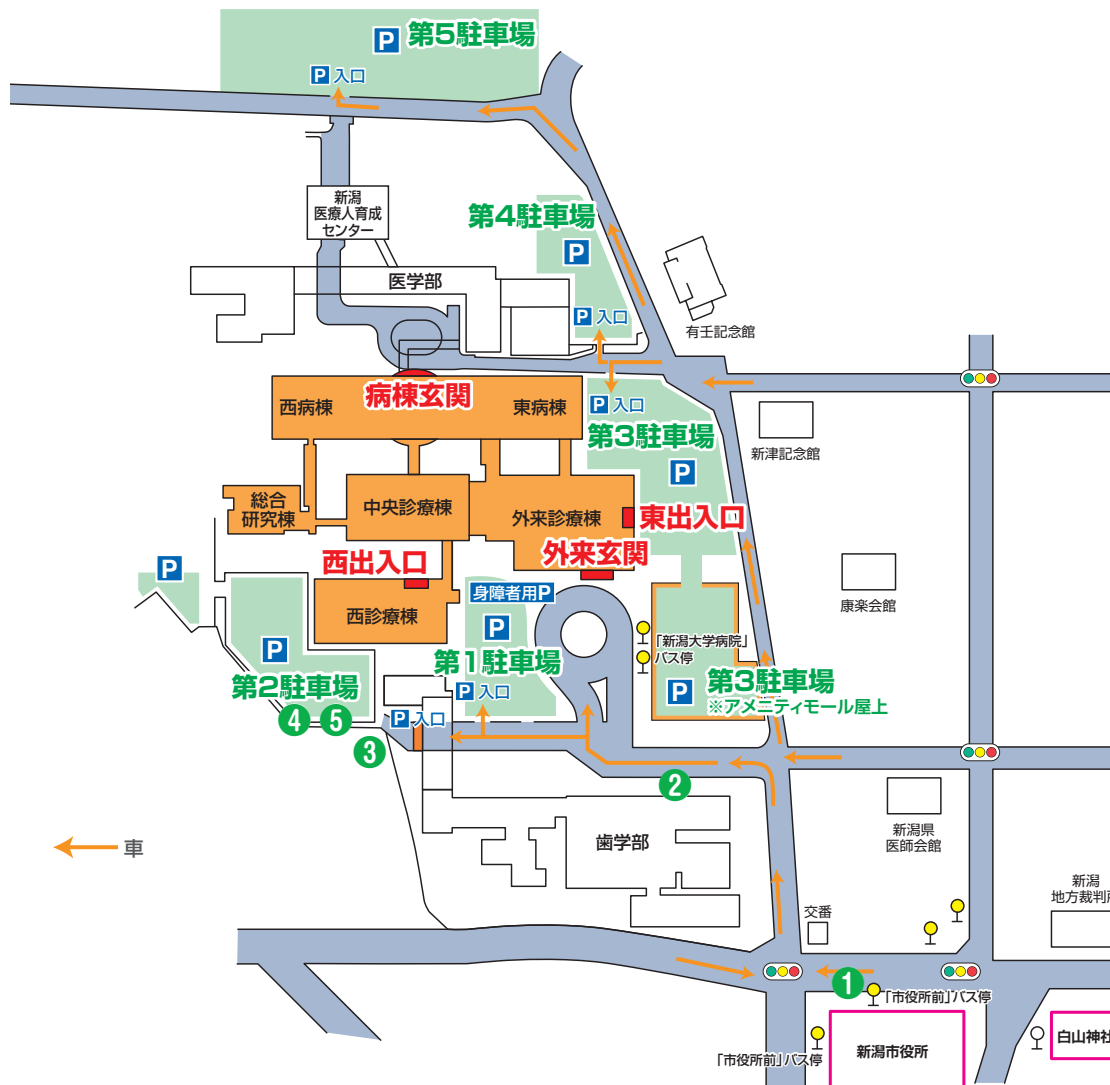 P 第5駐車場
P 入口
新潟
医療人育成
センター
第4駐車場
P
医学部
P 入口
有壬記念館
病棟玄関
西病棟
東病棟
P 入口
第3駐車場
P
新津記念館
総合
研究棟
中央診療棟
外来診療棟
東出入口
西出入口
外来玄関
P
身障者用P
康楽会館
西診療棟
P
P
「新潟大学病院」
バス停
第1駐車場
第2駐車場
P 入口
P
第3駐車場
※アメニティモール屋上
4 5
P 入口
3
2
新潟県
医師会館
歯学部
車
新潟
地方裁判所
交番
1
「市役所前」バス停
「市役所前」バス停
新潟市役所
白山神社